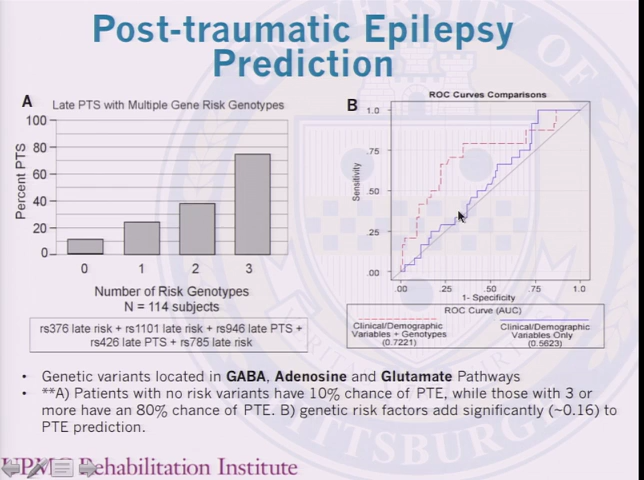 Post-traumatic Epilepsy
Prediction
A
Late PTS with Multiple Gene Risk Genotypes
100
80
60
40
20
0
Percent PTS
0 1 2 3
Number of Risk Genotypes
N = 114 subjects
rs376 late risk + rs1101 late risk + rs946 late PTS +
rs426 late PTS + rs785 late risk
B
ROC Curves Comparisons
1.0
.75
.50
.25
.00
Sensitivity
.00 .25 .50 .75 1.0
1- Specificity
ROC Curve (AUC)
Clinical/Demographic
Variables + Genotypes
(0.7221)
Clinical/Demographic
Variables Only
(0.5623)
• Genetic variants located in GABA, Adenosine and Glutamate Pathways
• **A) Patients with no risk variants have 10% chance of PTE, while those with 3 or
more have an 80% chance of PTE. B) genetic risk factors add significantly (~0.16) to
PTE prediction.
UPMC Rehabilitation Institute
UNIVERSITY OF
PITTSBURGH